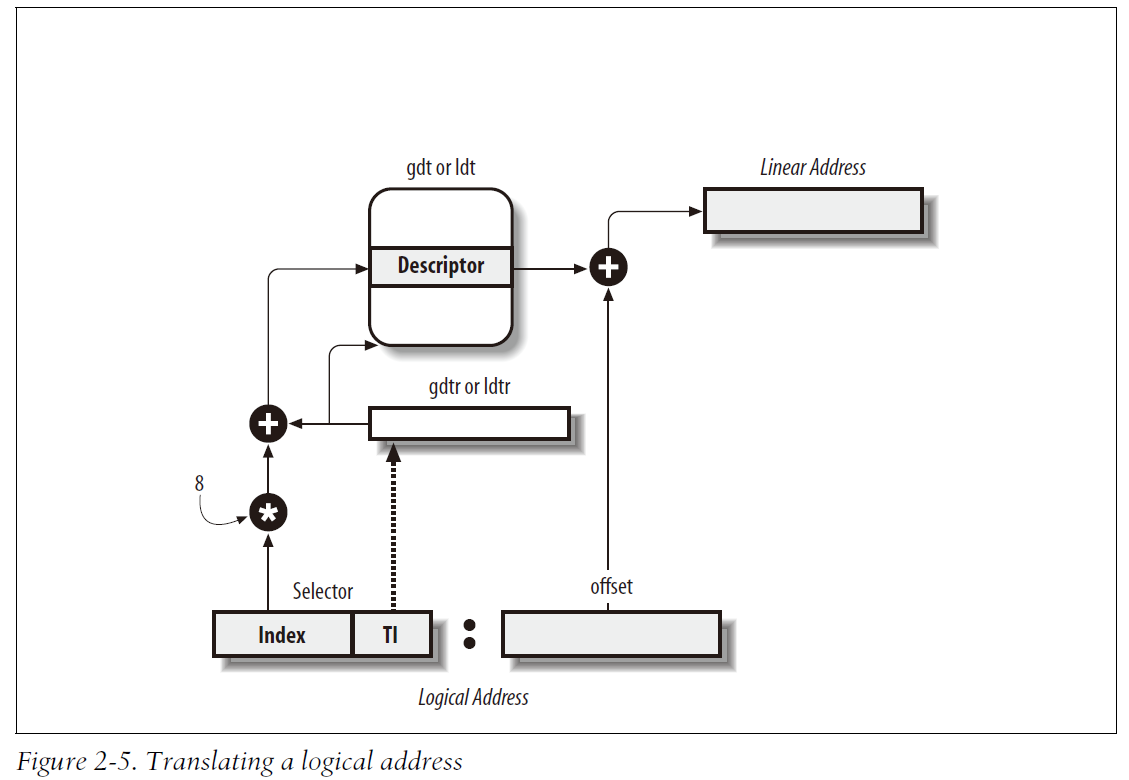 gdt or ldt
Linear Address
Descriptor
+
gdtr or ldtr
+
8
*
Selector
offset
Index
TI
:
Logical Address
Figure 2-5. Translating a logical address